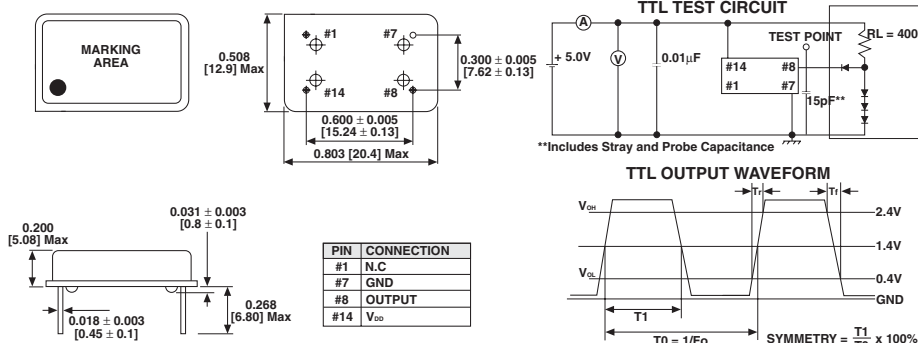 MARKING
AREA
0.508
[12.9] Max
#1
#7
#14
#8
0.300 ± 0.005
[7.62 ± 0.13]
0.600 ± 0.005
[15.24 ± 0.13]
0.803 [20.4] Max
TTL TEST CIRCUIT
A
+ 5.0V
V
0.01µF
TEST POINT
RL = 400
#14
#8
#1
#7
15pF**
**Includes Stray and Probe Capacitance
0.200
[5.08] Max
0.031 ± 0.003
[0.8 ± 0.1]
0.018 ± 0.003
[0.45 ± 0.1]
0.268
[6.80] Max
PIN CONNECTION
#1 N.C
#7 GND
#8 OUTPUT
#14 VDD
TTL OUTPUT WAVEFORM
Tr
Tf
VOH
2.4V
1.4V
VOL
0.4V
GND
T1
T0 = 1/Fo
SYMMETRY = T1 x 100%